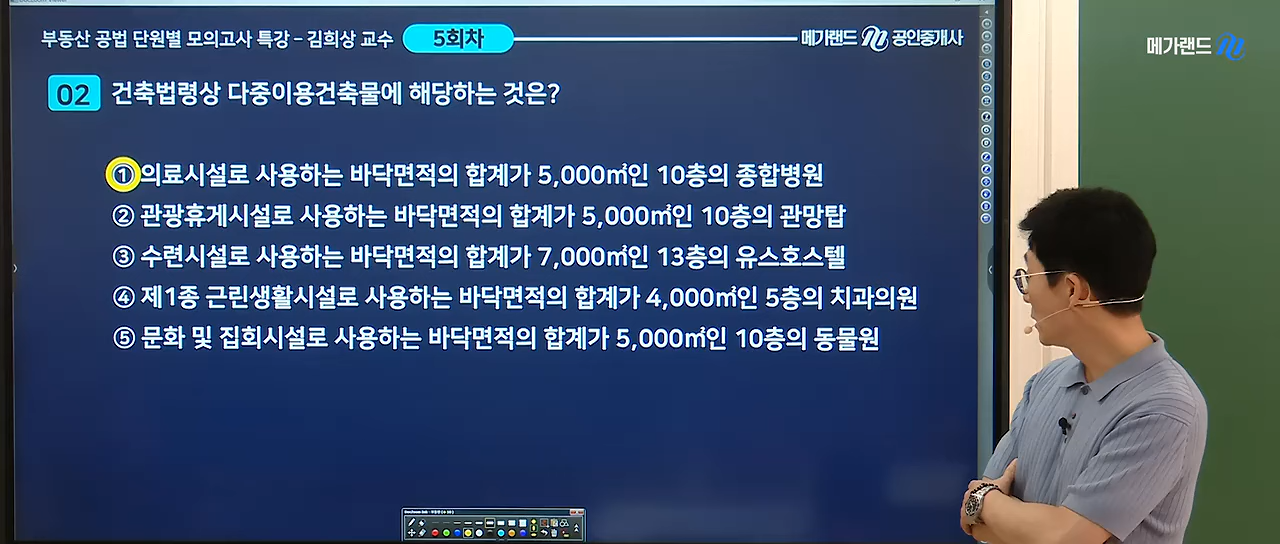 부동산 공법 단원별 모의고사 특강 - 김희상 교수 5회차 메가랜드 공인중개사
메가랜드
02 건축법령상 다중이용건축물에 해당하는 것은?
① 의료시설로 사용하는 바닥면적의 합계가 5,000㎡인 10층의 종합병원
② 관광휴게시설로 사용하는 바닥면적의 합계가 5,000㎡인 10층의 관망탑
③ 수련시설로 사용하는 바닥면적의 합계가 7,000㎡인 13층의 유스호스텔
④ 제1종 근린생활시설로 사용하는 바닥면적의 합계가 4,000㎡인 5층의 치과의원
⑤ 문화 및 집회시설로 사용하는 바닥면적의 합계가 5,000㎡인 10층의 동물원